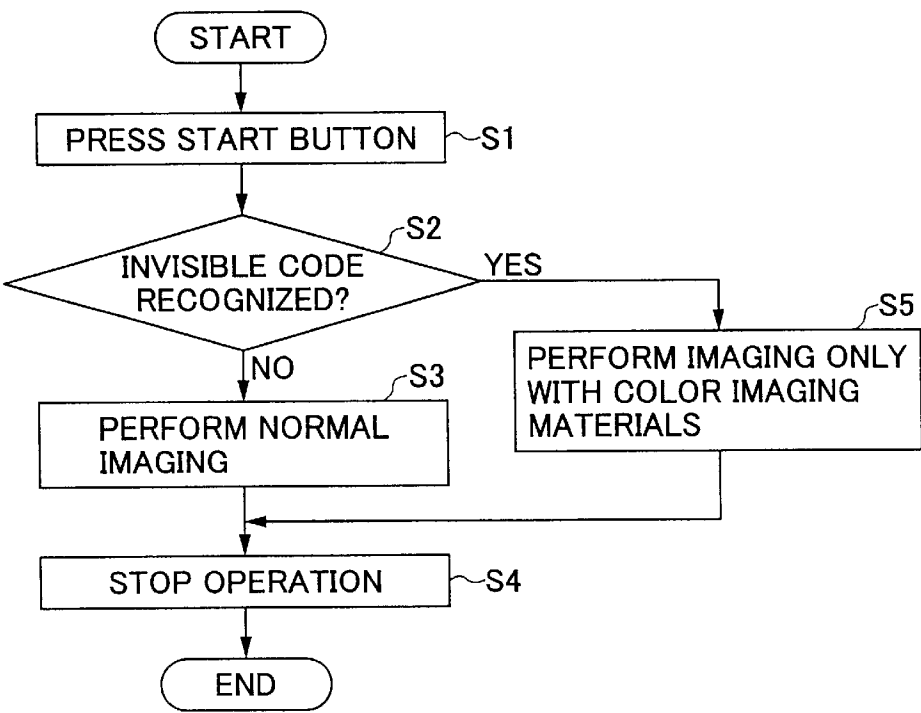 START
PRESS START BUTTON
S1
S2
INVISIBLE CODE
RECOGNIZED?
YES
NO
S5
PERFORM IMAGING ONLY
WITH COLOR IMAGING
MATERIALS
S3
PERFORM NORMAL
IMAGING
STOP OPERATION
S4
END